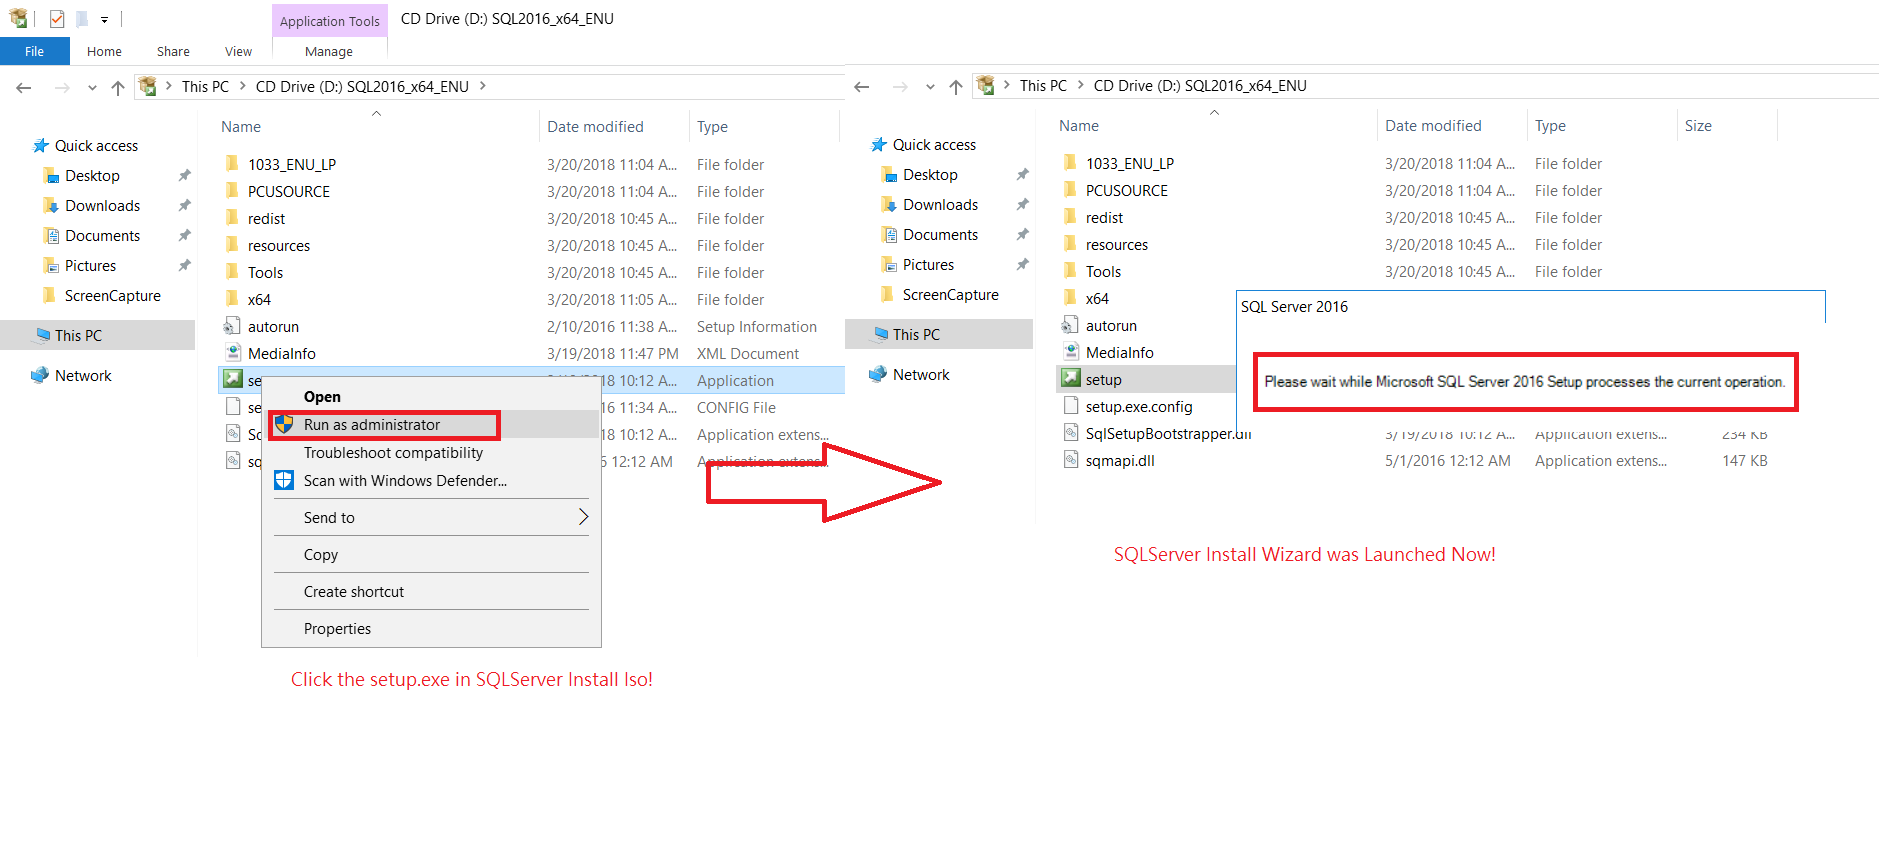 Application Tools
CD Drive (D:) SQL2016_x64_ENU
File Home Share View Manage
This PC CD Drive (D:) SQL2016_x64_ENU
Name Date modified Type
Quick access
Desktop
Downloads
Documents
Pictures
ScreenCapture
This PC
Network
1033_ENU_LP 3/20/2018 11:04 A... File folder
PCUSOURCE 3/20/2018 11:04 A... File folder
redist 3/20/2018 10:45 A... File folder
resources 3/20/2018 10:45 A... File folder
Tools 3/20/2018 10:45 A... File folder
x64 3/20/2018 11:05 A... File folder
autorun 2/10/2016 11:38 A... Setup Information
MediaInfo 3/19/2018 11:47 PM XML Document
se 10:12 A... Application
se 16 11:34 A... CONFIG File
Sq 18 10:12 A... Application extens...
sq 6 12:12 AM Application extens...
Open
Run as administrator
Troubleshoot compatibility
Scan with Windows Defender...
Send to
Copy
Create shortcut
Properties
Click the setup.exe in SQLServer Install Iso!
This PC CD Drive (D:) SQL2016_x64_ENU
Name Date modified Type Size
Quick access
Desktop
Downloads
Documents
Pictures
ScreenCapture
This PC
Network
1033_ENU_LP 3/20/2018 11:04 A... File folder
PCUSOURCE 3/20/2018 11:04 A... File folder
redist 3/20/2018 10:45 A... File folder
resources 3/20/2018 10:45 A... File folder
Tools 3/20/2018 10:45 A... File folder
x64
autorun
MediaInfo
setup
setup.exe.config
SqlSetupBootstrapper.dll 3/19/2018 10:12 A... Application extens... 234 KB
sqmapi.dll 5/1/2016 12:12 AM Application extens... 147 KB
SQL Server 2016
Please wait while Microsoft SQL Server 2016 Setup processes the current operation.
SQLServer Install Wizard was Launched Now!